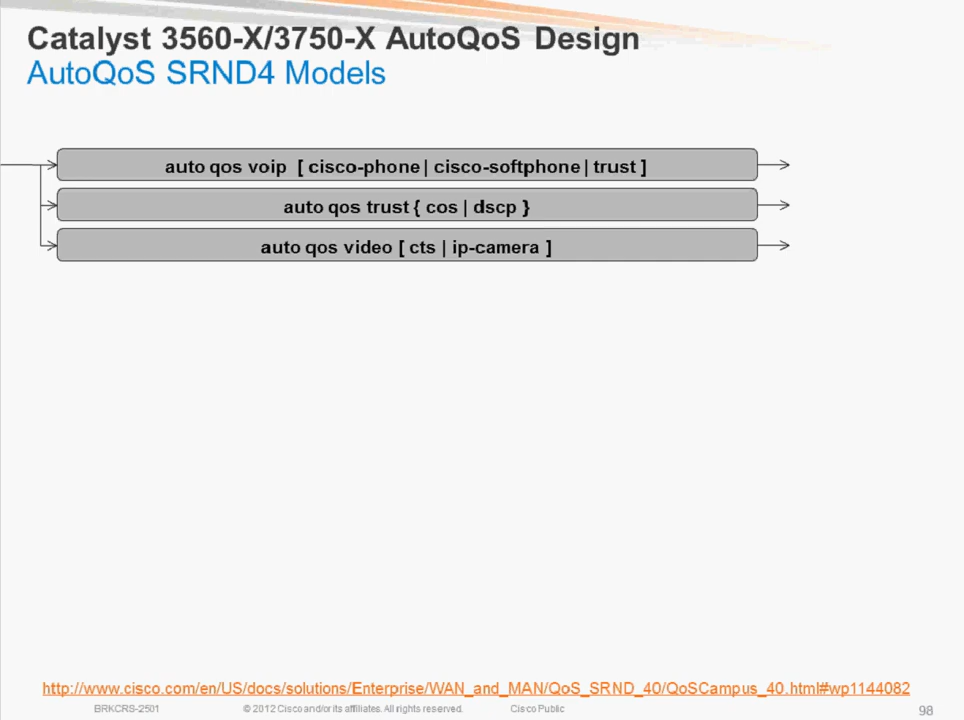 Catalyst 3560-X/3750-X AutoQoS Design
AutoQoS SRND4 Models
auto qos voip [ cisco-phone | cisco-softphone | trust ]
auto qos trust { cos | dscp }
auto qos video [ cts | ip-camera ]
http://www.cisco.com/en/US/docs/solutions/Enterprise/WAN_and_MAN/QoS_SRND_40/QoSCampus_40.html#wp1144082
BRKCRS-2501 © 2012 Cisco and/or its affiliates. All rights reserved. Cisco Public 98